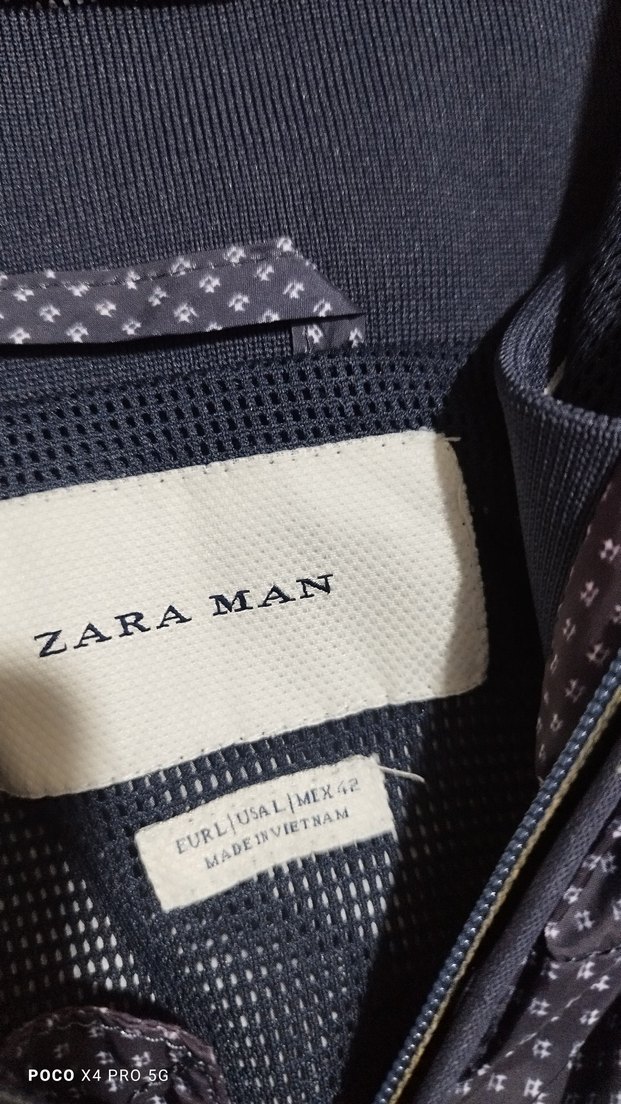 ZARA MAN
EUR L | USA L | MEX 42
MADE IN VIETNAM
POCO X4 PRO 5G